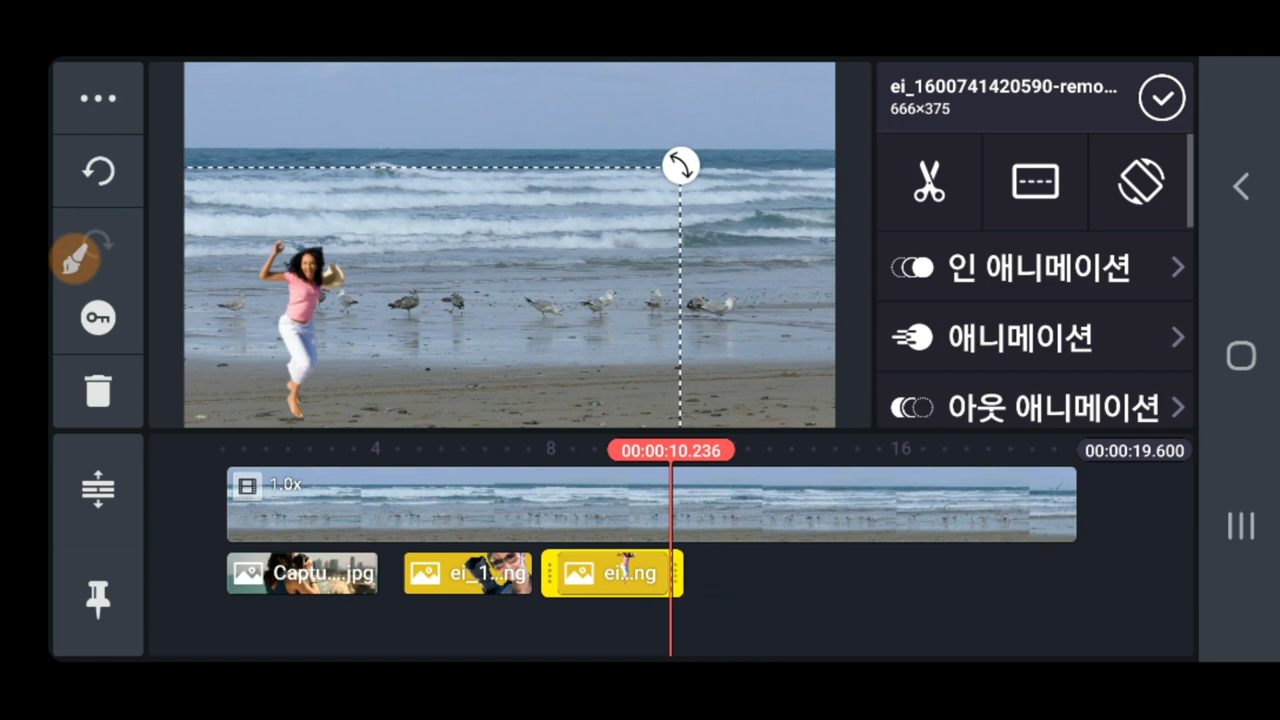 ei_1600741420590-remo...
666×375
인 애니메이션
애니메이션
아웃 애니메이션
4
8
00:00:10.236
16
00:00:19.600
1.0x
Captu....jpg
ei_1...ng
ei...ng